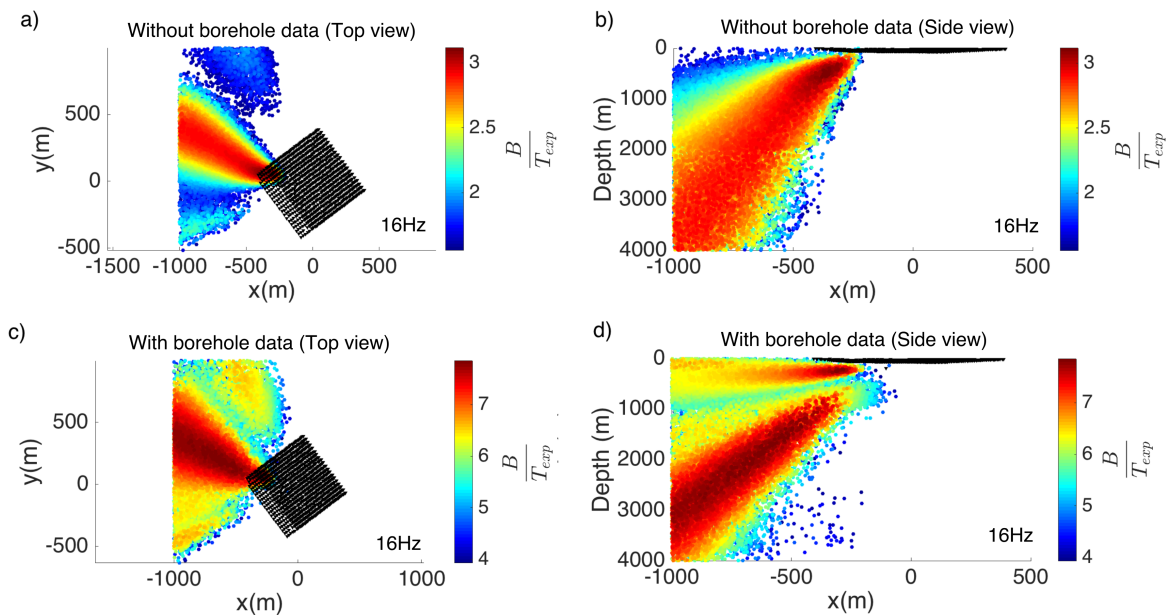 a)
Without borehole data (Top view)
500
0
-500
y(m)
-1500 -1000 -500 0 500
x(m)
16Hz
3
2.5
2
B
T_exp
b)
Without borehole data (Side view)
0
1000
2000
3000
4000
Depth (m)
-1000 -500 0 500
x(m)
16Hz
3
2.5
2
B
T_exp
c)
With borehole data (Top view)
500
0
-500
y(m)
-1000 0 1000
x(m)
16Hz
7
6
5
4
B
T_exp
d)
With borehole data (Side view)
0
1000
2000
3000
4000
Depth (m)
-1000 -500 0 500
x(m)
16Hz
7
6
5
4
B
T_exp